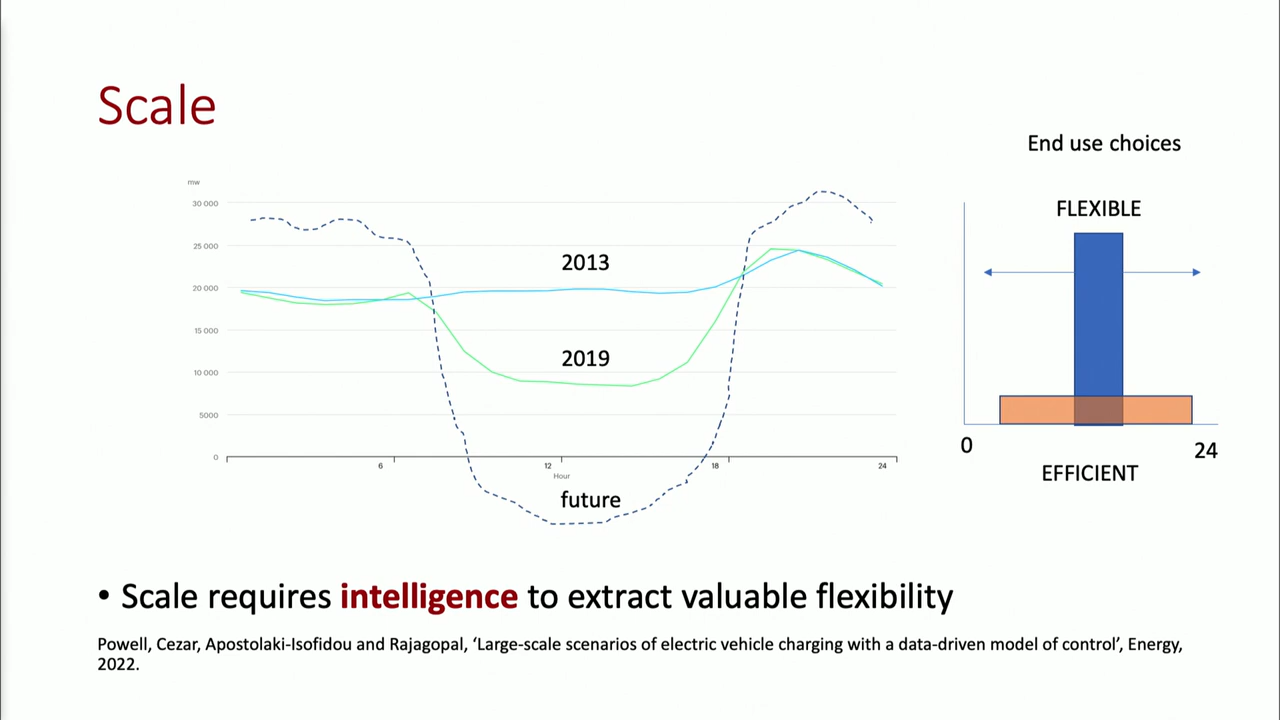 Scale
End use choices
mw
30 000
25 000
20 000
15 000
10 000
5000
0
6
12
18
24
Hour
2013
2019
future
FLEXIBLE
0
24
EFFICIENT
• Scale requires intelligence to extract valuable flexibility
Powell, Cezar, Apostolaki-Isofidou and Rajagopal, ‘Large-scale scenarios of electric vehicle charging with a data-driven model of control’, Energy,
2022.